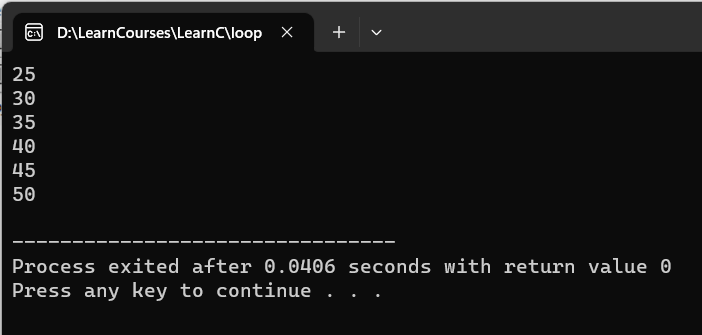 D:\LearnCourses\LearnC\loop
25
30
35
40
45
50
--------------------------------
Process exited after 0.0406 seconds with return value 0
Press any key to continue . . .